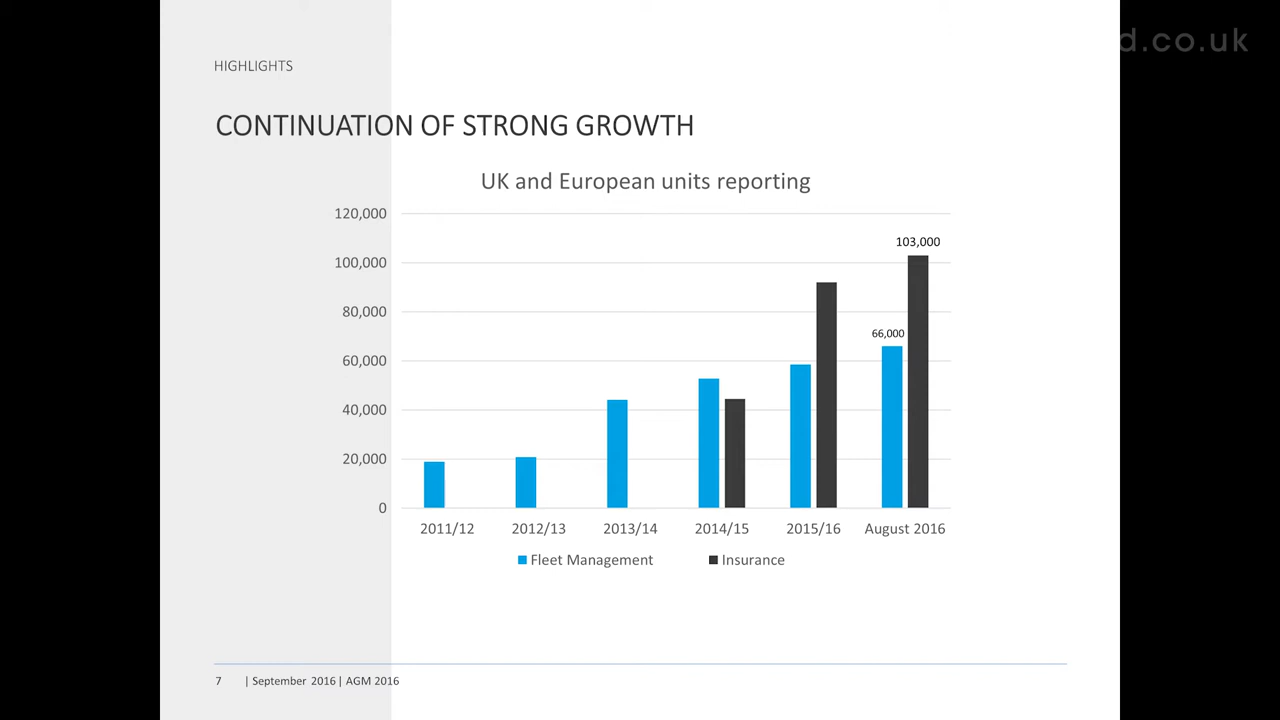 d.co.uk
HIGHLIGHTS
CONTINUATION OF STRONG GROWTH
UK and European units reporting
120,000
103,000
100,000
80,000
66,000
60,000
40,000
20,000
0
2011/12 2012/13 2013/14 2014/15 2015/16 August 2016
Fleet Management Insurance
7 | September 2016 | AGM 2016